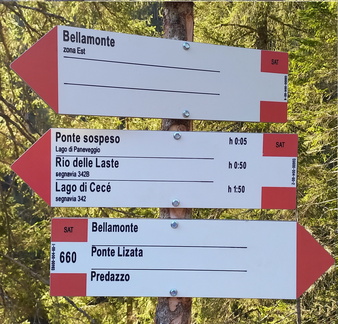 Bellamonte
zona Est
SAT
Ponte sospeso h 0:05
Lago di Paneveggio
Rio delle Laste h 0:50
segnavia 342B
Lago di Cecé h 1:50
segnavia 342
SAT
SAT
660
Bellamonte
Ponte Lizata
Predazzo